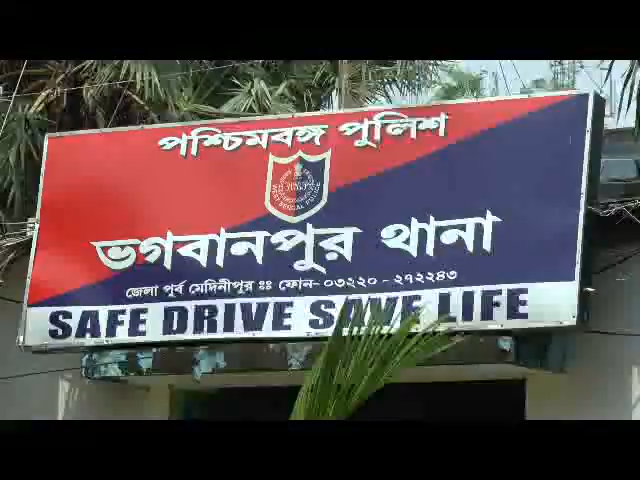 পশ্চিমবঙ্গ পুলিশ
ভগবানপুর থানা
জেলা পূর্ব মেদিনীপুর ঃঃ ফোন- ০৩২২০ - ২৭২২৪৩
SAFE DRIVE SAVE LIFE